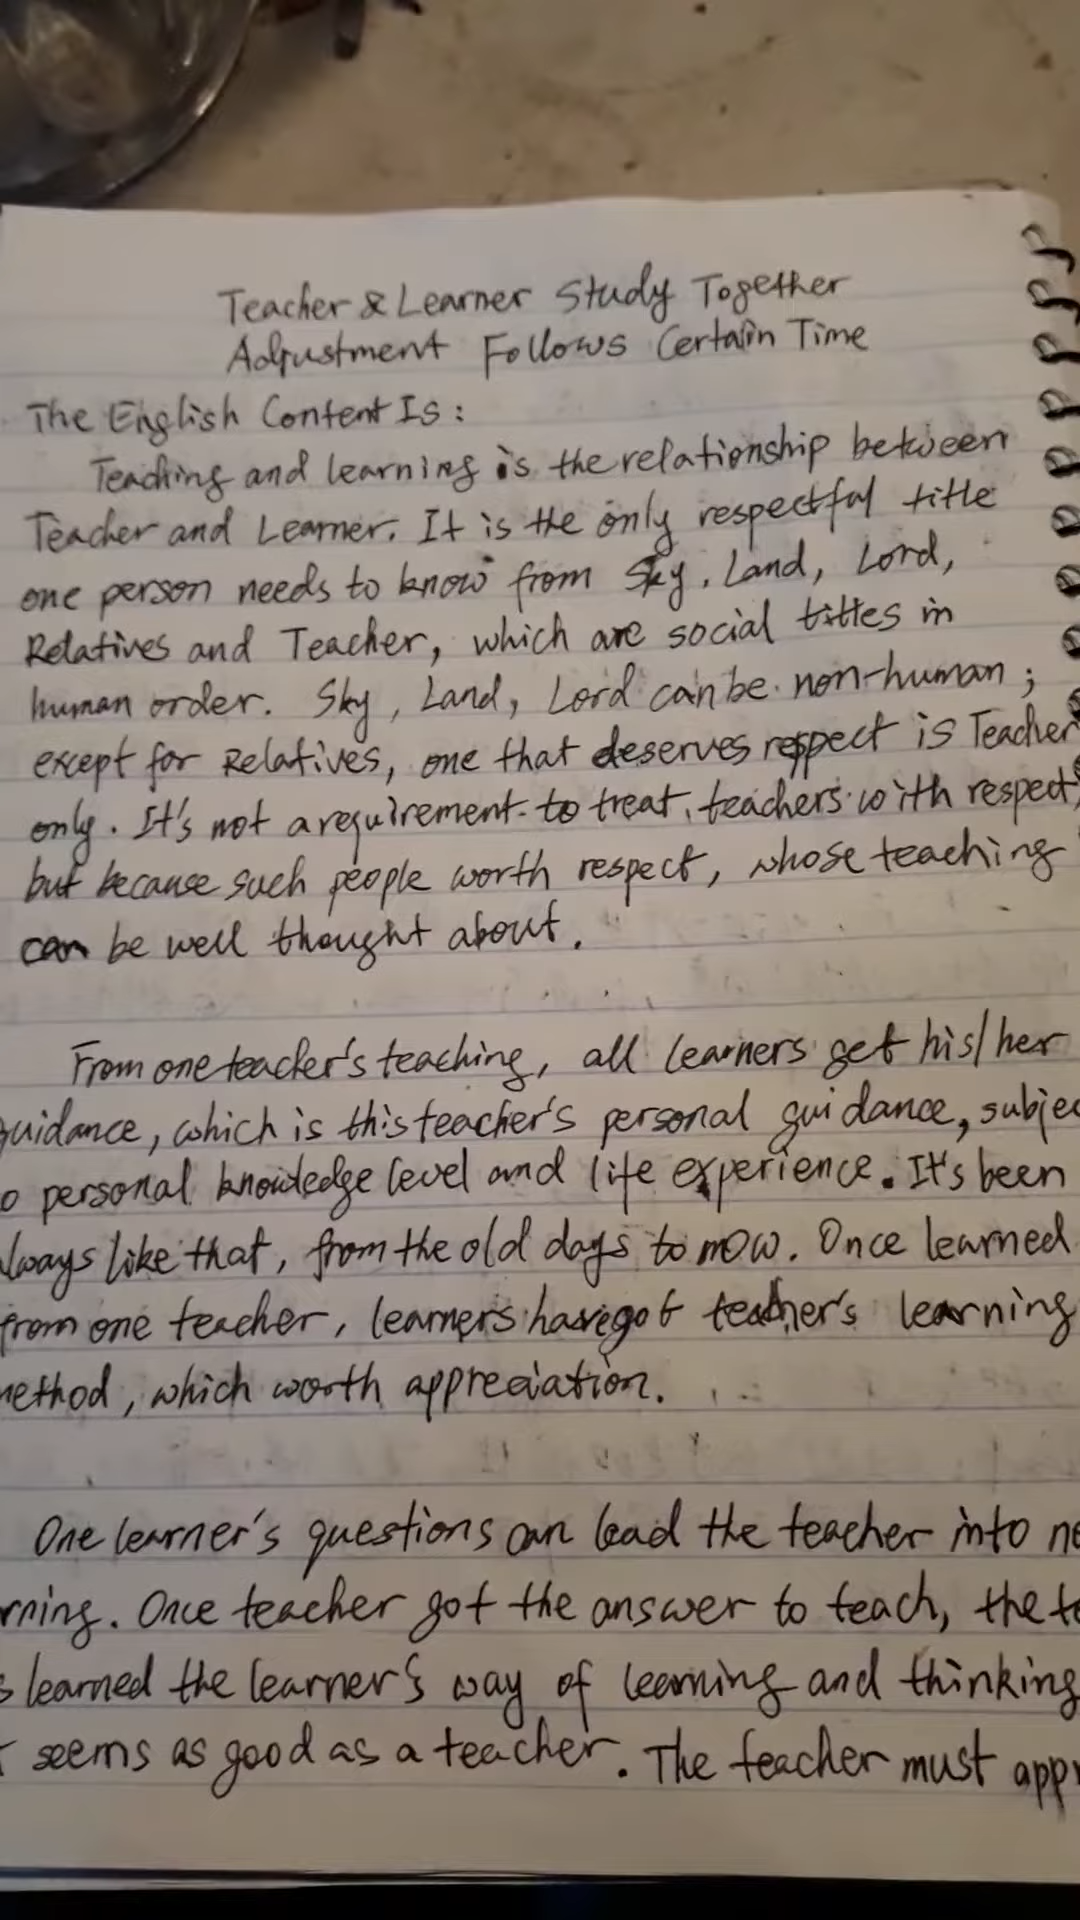 Teacher & Learner Study Together
Adjustment Follows Certain Time
The English Content Is:
Teaching and learning is the relationship between
Teacher and Learner. It is the only respectful title
one person needs to know from Sky, Land, Lord,
Relatives and Teacher, which are social titles in
human order. Sky, Land, Lord can be non-human;
except for Relatives, one that deserves respect is Teacher
only. It's not a requirement to treat teachers with respect,
but because such people worth respect, whose teaching
can be well thought about.
From one teacher's teaching, all learners get his/her
guidance, which is this teacher's personal guidance, subjec
o personal knowledge level and life experience. It's been
lways like that, from the old days to now. Once learned
from one teacher, learners have got teacher's learning
ethod, which worth appreciation.
One learner's questions can lead the teacher into ne
rning. Once teacher got the answer to teach, the te
s learned the learner's way of learning and thinking
t seems as good as a teacher. The teacher must appr